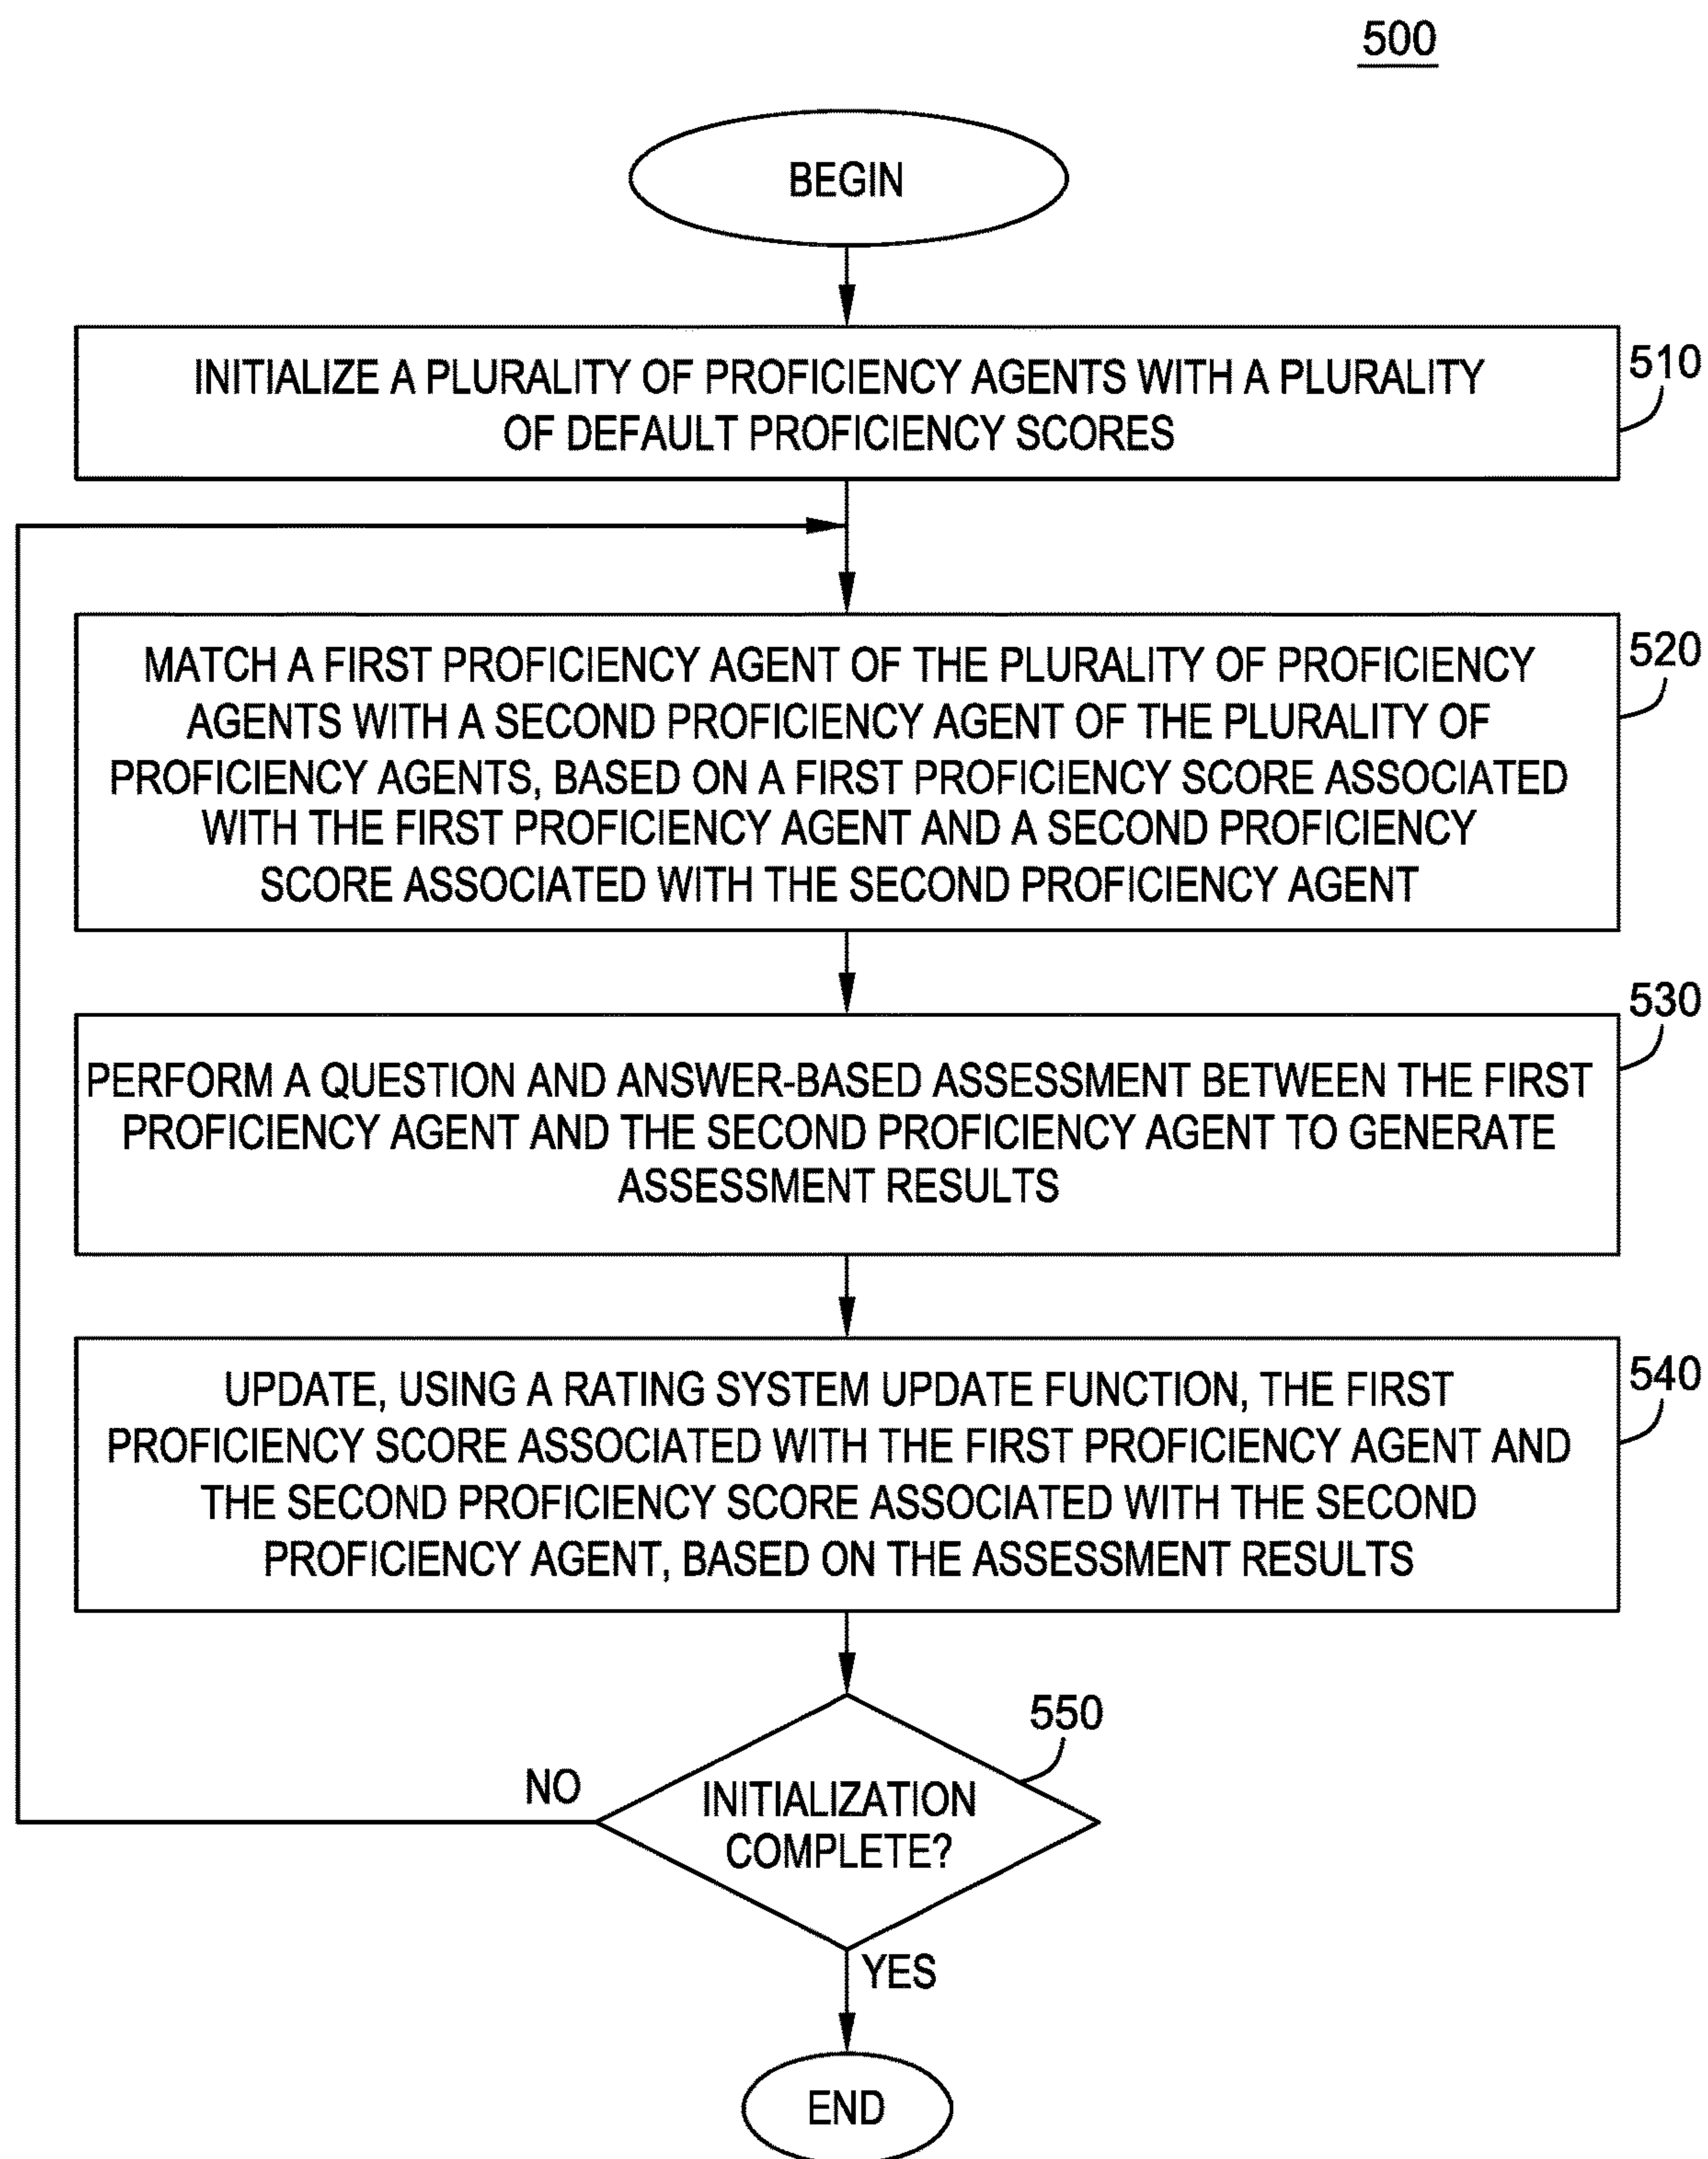 500
BEGIN
INITIALIZE A PLURALITY OF PROFICIENCY AGENTS WITH A PLURALITY
OF DEFAULT PROFICIENCY SCORES
510
MATCH A FIRST PROFICIENCY AGENT OF THE PLURALITY OF PROFICIENCY
AGENTS WITH A SECOND PROFICIENCY AGENT OF THE PLURALITY OF
PROFICIENCY AGENTS, BASED ON A FIRST PROFICIENCY SCORE ASSOCIATED
WITH THE FIRST PROFICIENCY AGENT AND A SECOND PROFICIENCY
SCORE ASSOCIATED WITH THE SECOND PROFICIENCY AGENT
520
PERFORM A QUESTION AND ANSWER-BASED ASSESSMENT BETWEEN THE FIRST
PROFICIENCY AGENT AND THE SECOND PROFICIENCY AGENT TO GENERATE
ASSESSMENT RESULTS
530
UPDATE, USING A RATING SYSTEM UPDATE FUNCTION, THE FIRST
PROFICIENCY SCORE ASSOCIATED WITH THE FIRST PROFICIENCY AGENT AND
THE SECOND PROFICIENCY SCORE ASSOCIATED WITH THE SECOND
PROFICIENCY AGENT, BASED ON THE ASSESSMENT RESULTS
540
550
NO
INITIALIZATION
COMPLETE?
YES
END